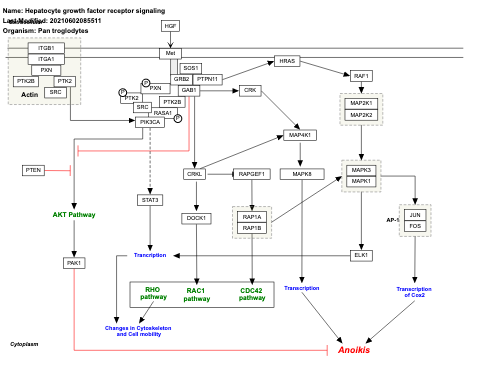 Name: Hepatocyte growth factor receptor signaling
Last Modified: 20210602085511
Organism: Pan troglodytes
HGF
ITGB1
ITGA1
PXN
PTK2B
PTK2
SRC
Actin
Met
SOS1
GRB2
PTPN11
GAB1
P
PXN
P
PTK2
PTK2B
SRC
RASA1
P
PIK3CA
HRAS
RAF1
CRK
MAP2K1
MAP2K2
MAP4K1
PTEN
CRKL
RAPGEF1
MAPK8
MAPK3
MAPK1
STAT3
AKT Pathway
DOCK1
RAP1A
RAP1B
AP-1
JUN
FOS
Trancription
ELK1
PAK1
RHO
pathway
RAC1
pathway
CDC42
pathway
Transcription
Transcription
of Cox2
Changes in Cytoskeleton
and Cell mobility
Cytoplasm
Anoikis